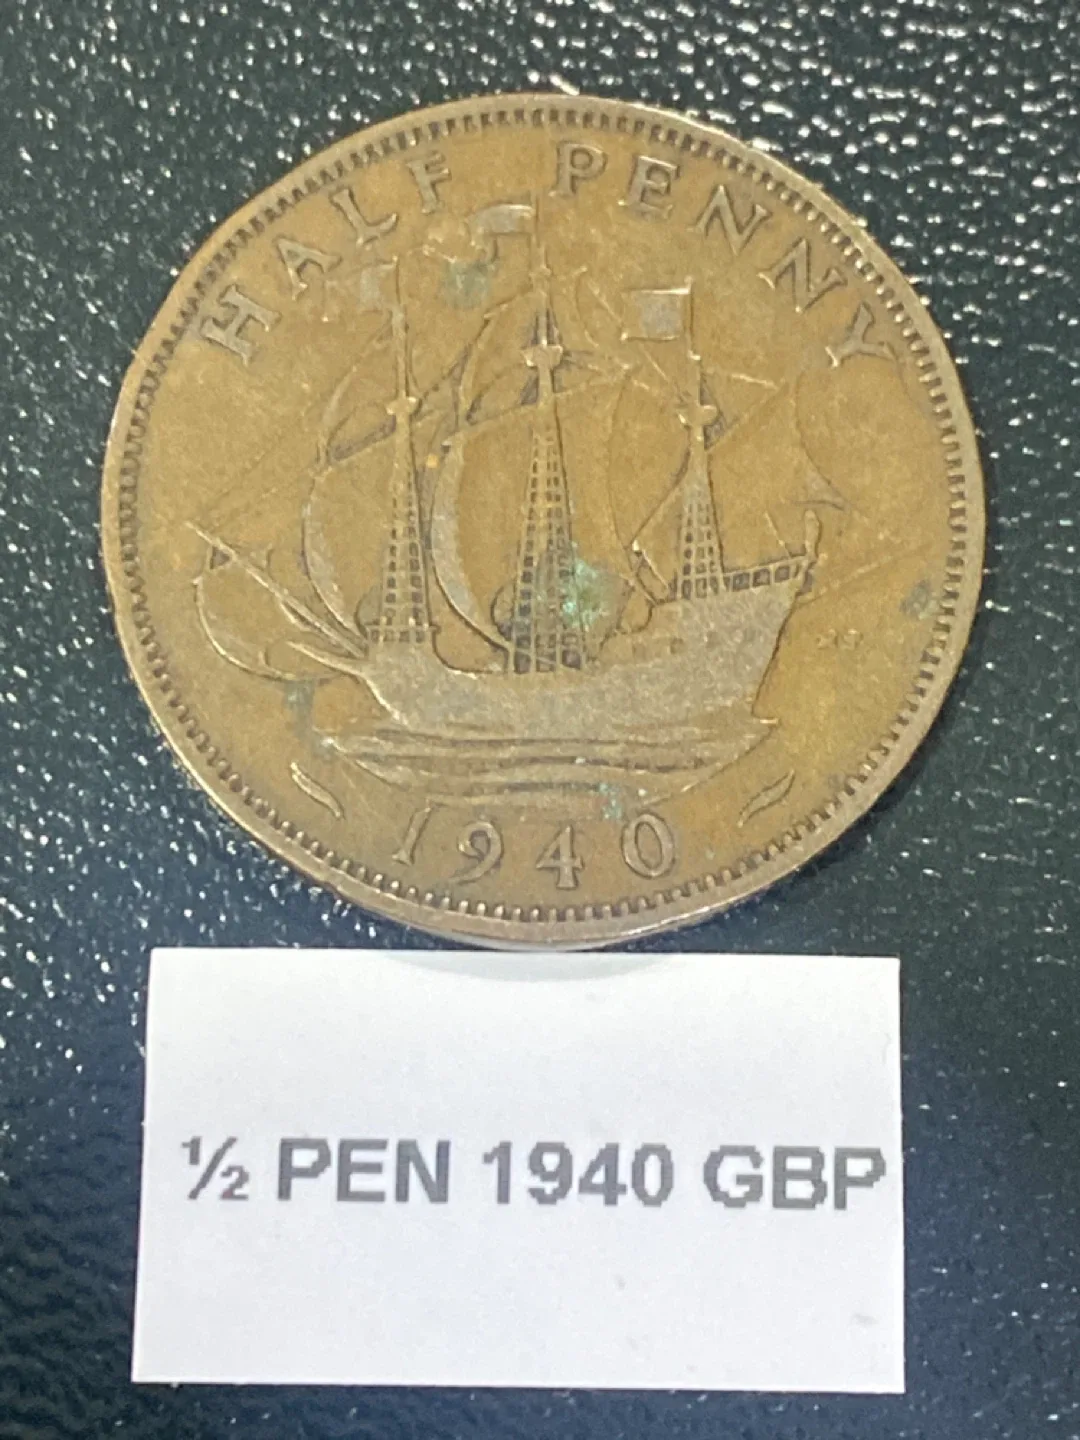 HALF PENNY
1940
½ PEN 1940 GBP